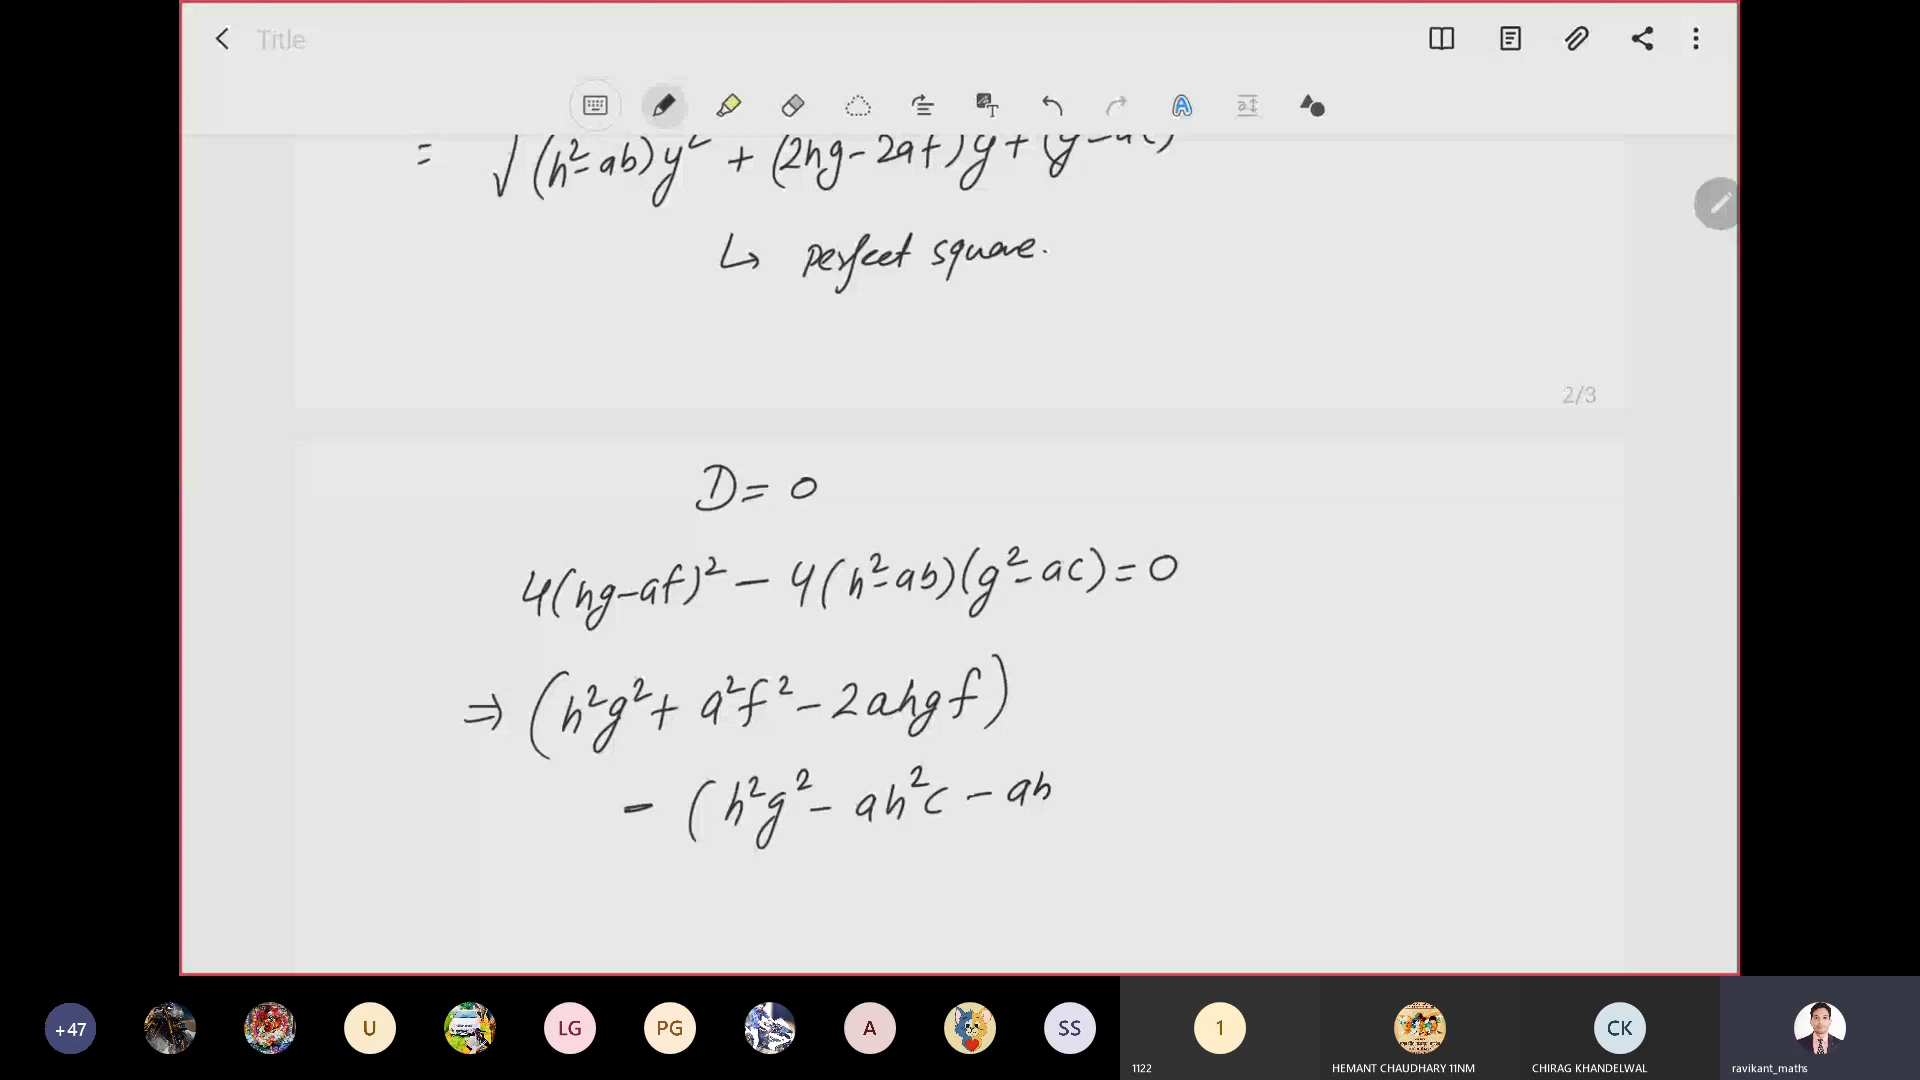 Title
= √(h²-ab)y² + (2hg-2af)y + (g²-ac)
↳ perfect square.
2/3
D = 0
4(hg-af)² - 4(h²-ab)(g²-ac) = 0
⇒ (h²g² + a²f² - 2ahgf)
- (h²g² - ah²c - ab
+47
U
LG
PG
A
SS
1
CK
1122
HEMANT CHAUDHARY 11NM
CHIRAG KHANDELWAL
ravikant_maths